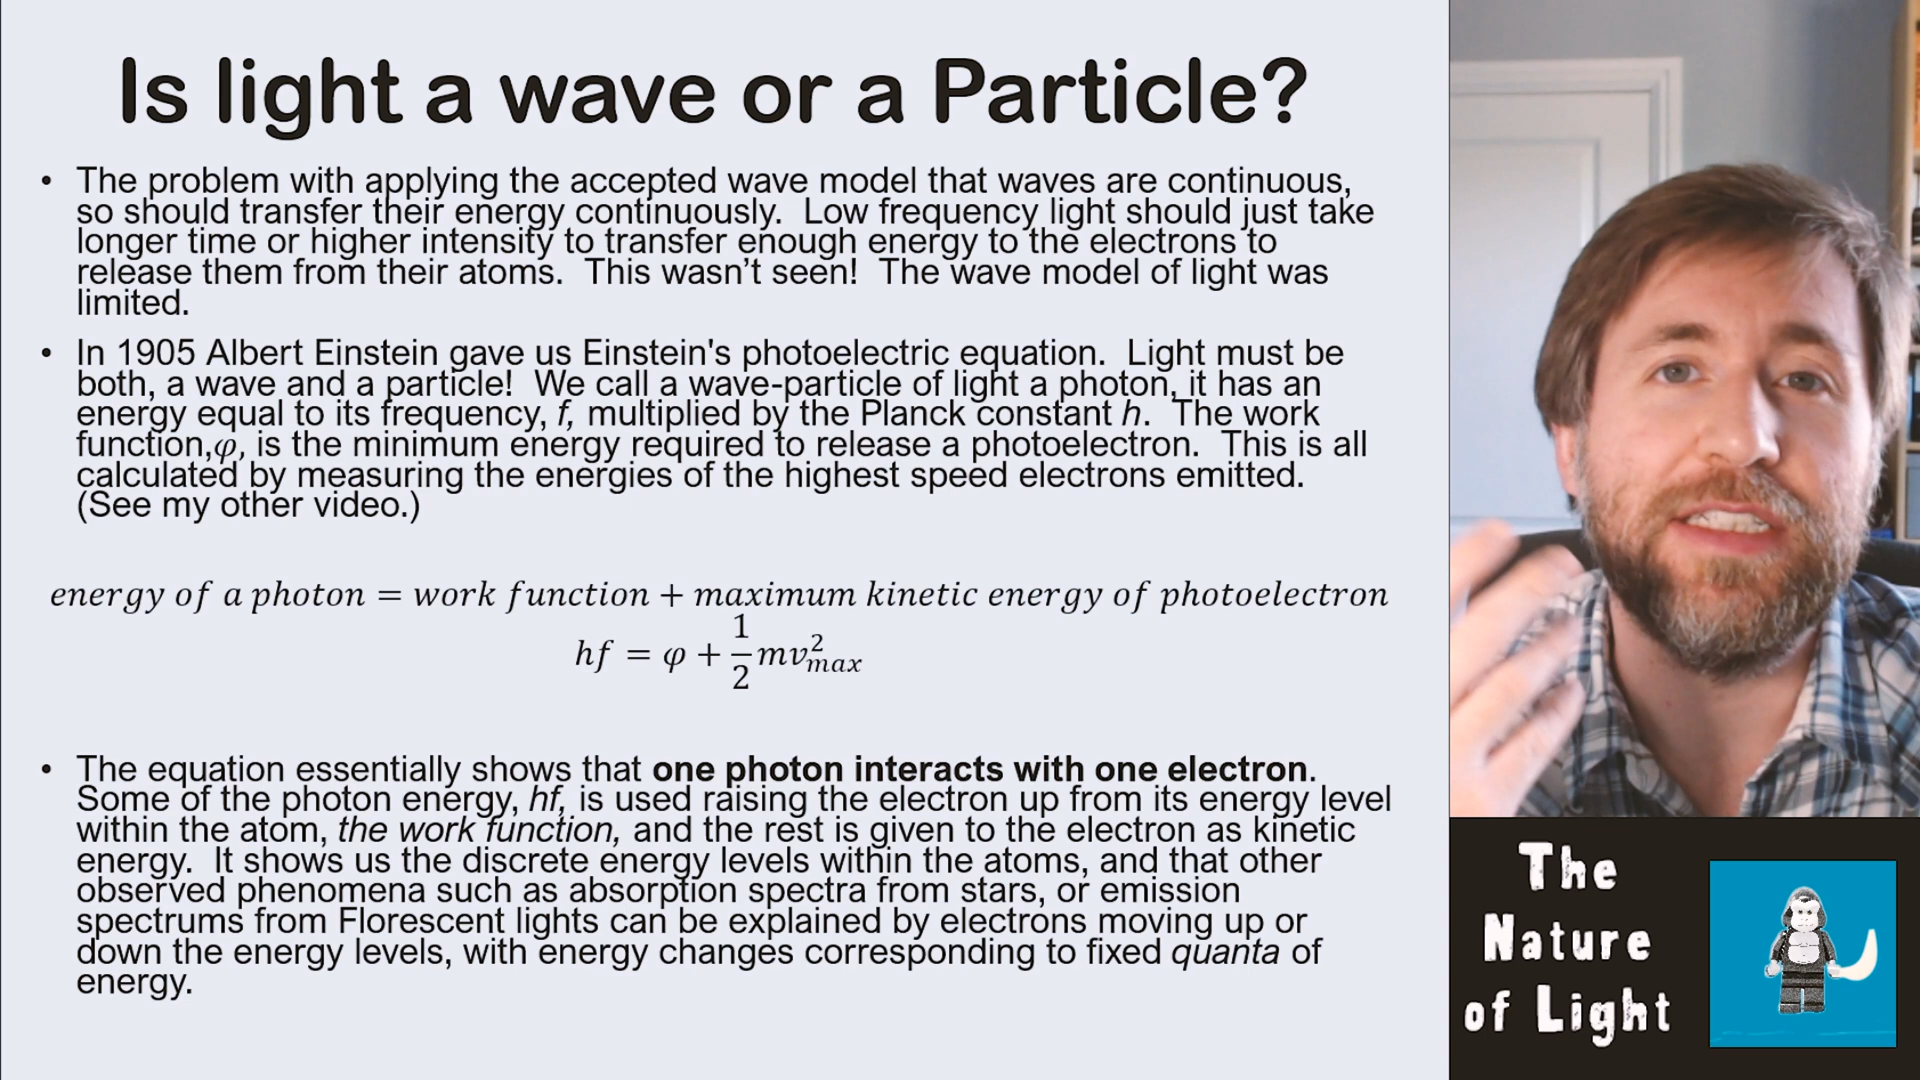 Is light a wave or a Particle?
• The problem with applying the accepted wave model that waves are continuous,
so should transfer their energy continuously.  Low frequency light should just take
longer time or higher intensity to transfer enough energy to the electrons to
release them from their atoms.  This wasn’t seen!  The wave model of light was
limited.
• In 1905 Albert Einstein gave us Einstein's photoelectric equation.  Light must be
both, a wave and a particle!  We call a wave-particle of light a photon, it has an
energy equal to its frequency, f, multiplied by the Planck constant h.  The work
function,φ, is the minimum energy required to release a photoelectron.  This is all
calculated by measuring the energies of the highest speed electrons emitted.
(See my other video.)
energy of a photon = work function + maximum kinetic energy of photoelectron
hf = φ + 1/2 mv²max
• The equation essentially shows that one photon interacts with one electron.
Some of the photon energy, hf, is used raising the electron up from its energy level
within the atom, the work function, and the rest is given to the electron as kinetic
energy.  It shows us the discrete energy levels within the atoms, and that other
observed phenomena such as absorption spectra from stars, or emission
spectrums from Florescent lights can be explained by electrons moving up or
down the energy levels, with energy changes corresponding to fixed quanta of
energy.
The
Nature
of Light